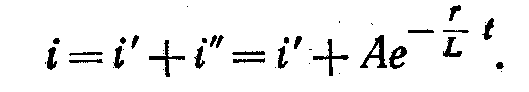 i = i′ + i″ = i′ + Ae^{−\frac{r}{L} t}.